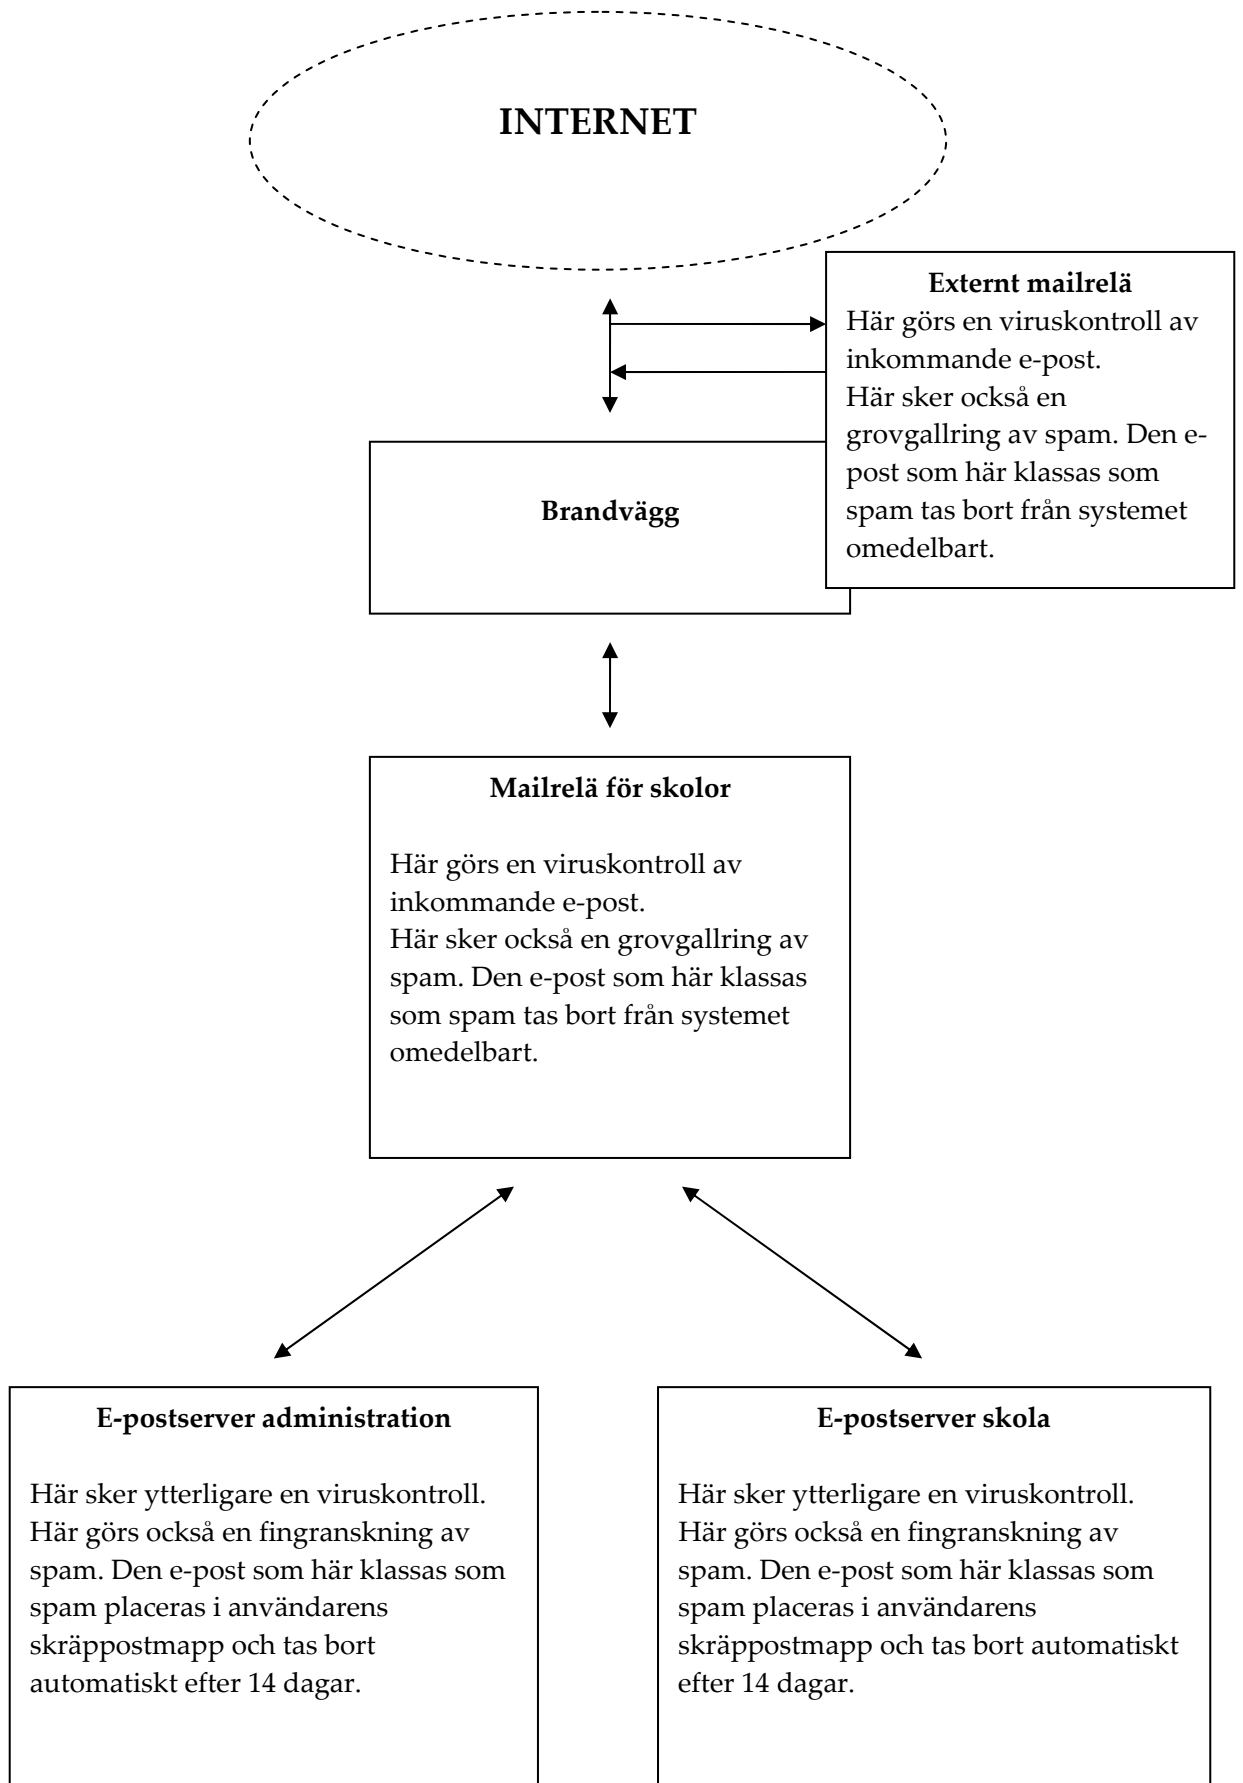 INTERNET
Externt mailrelä
Här görs en viruskontroll av
inkommande e-post.
Här sker också en
grovgallring av spam. Den e-
post som här klassas som
spam tas bort från systemet
omedelbart.
Brandvägg
Mailrelä för skolor
Här görs en viruskontroll av
inkommande e-post.
Här sker också en grovgallring av
spam. Den e-post som här klassas
som spam tas bort från systemet
omedelbart.
E-postserver administration
Här sker ytterligare en viruskontroll.
Här görs också en fingranskning av
spam. Den e-post som här klassas som
spam placeras i användarens
skräppostmapp och tas bort
automatiskt efter 14 dagar.
E-postserver skola
Här sker ytterligare en viruskontroll.
Här görs också en fingranskning av
spam. Den e-post som här klassas som
spam placeras i användarens
skräppostmapp och tas bort automatiskt
efter 14 dagar.